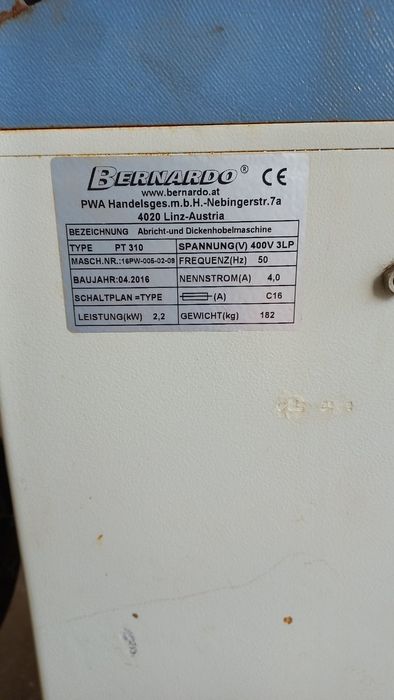 BERNARDO® CE
www.bernardo.at
PWA Handelsges.m.b.H.-Nebingerstr.7a
4020 Linz-Austria
BEZEICHNUNG Abricht-und Dickenhobelmaschine
TYPE PT 310 SPANNUNG(V) 400V 3LP
MASCH.NR.:16PW-005-02-09 FREQUENZ(Hz) 50
BAUJAHR:04.2016 NENNSTROM(A) 4,0
SCHALTPLAN =TYPE (A) C16
LEISTUNG(kW) 2,2 GEWICHT(kg) 182